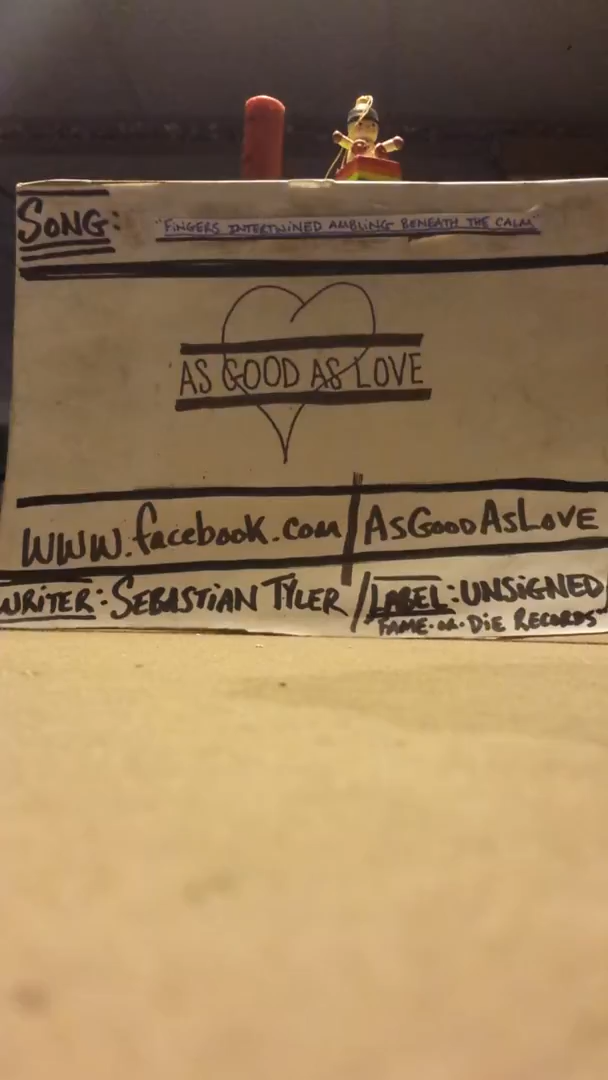 SONG: "FINGERS INTERTWINED AMBLING BENEATH THE CALM"
AS GOOD AS LOVE
www.facebook.com/AsGoodAsLove
WRITER: SEBASTIAN TYLER / LABEL: UNSIGNED
"FAME·OR·DIE RECORDS"